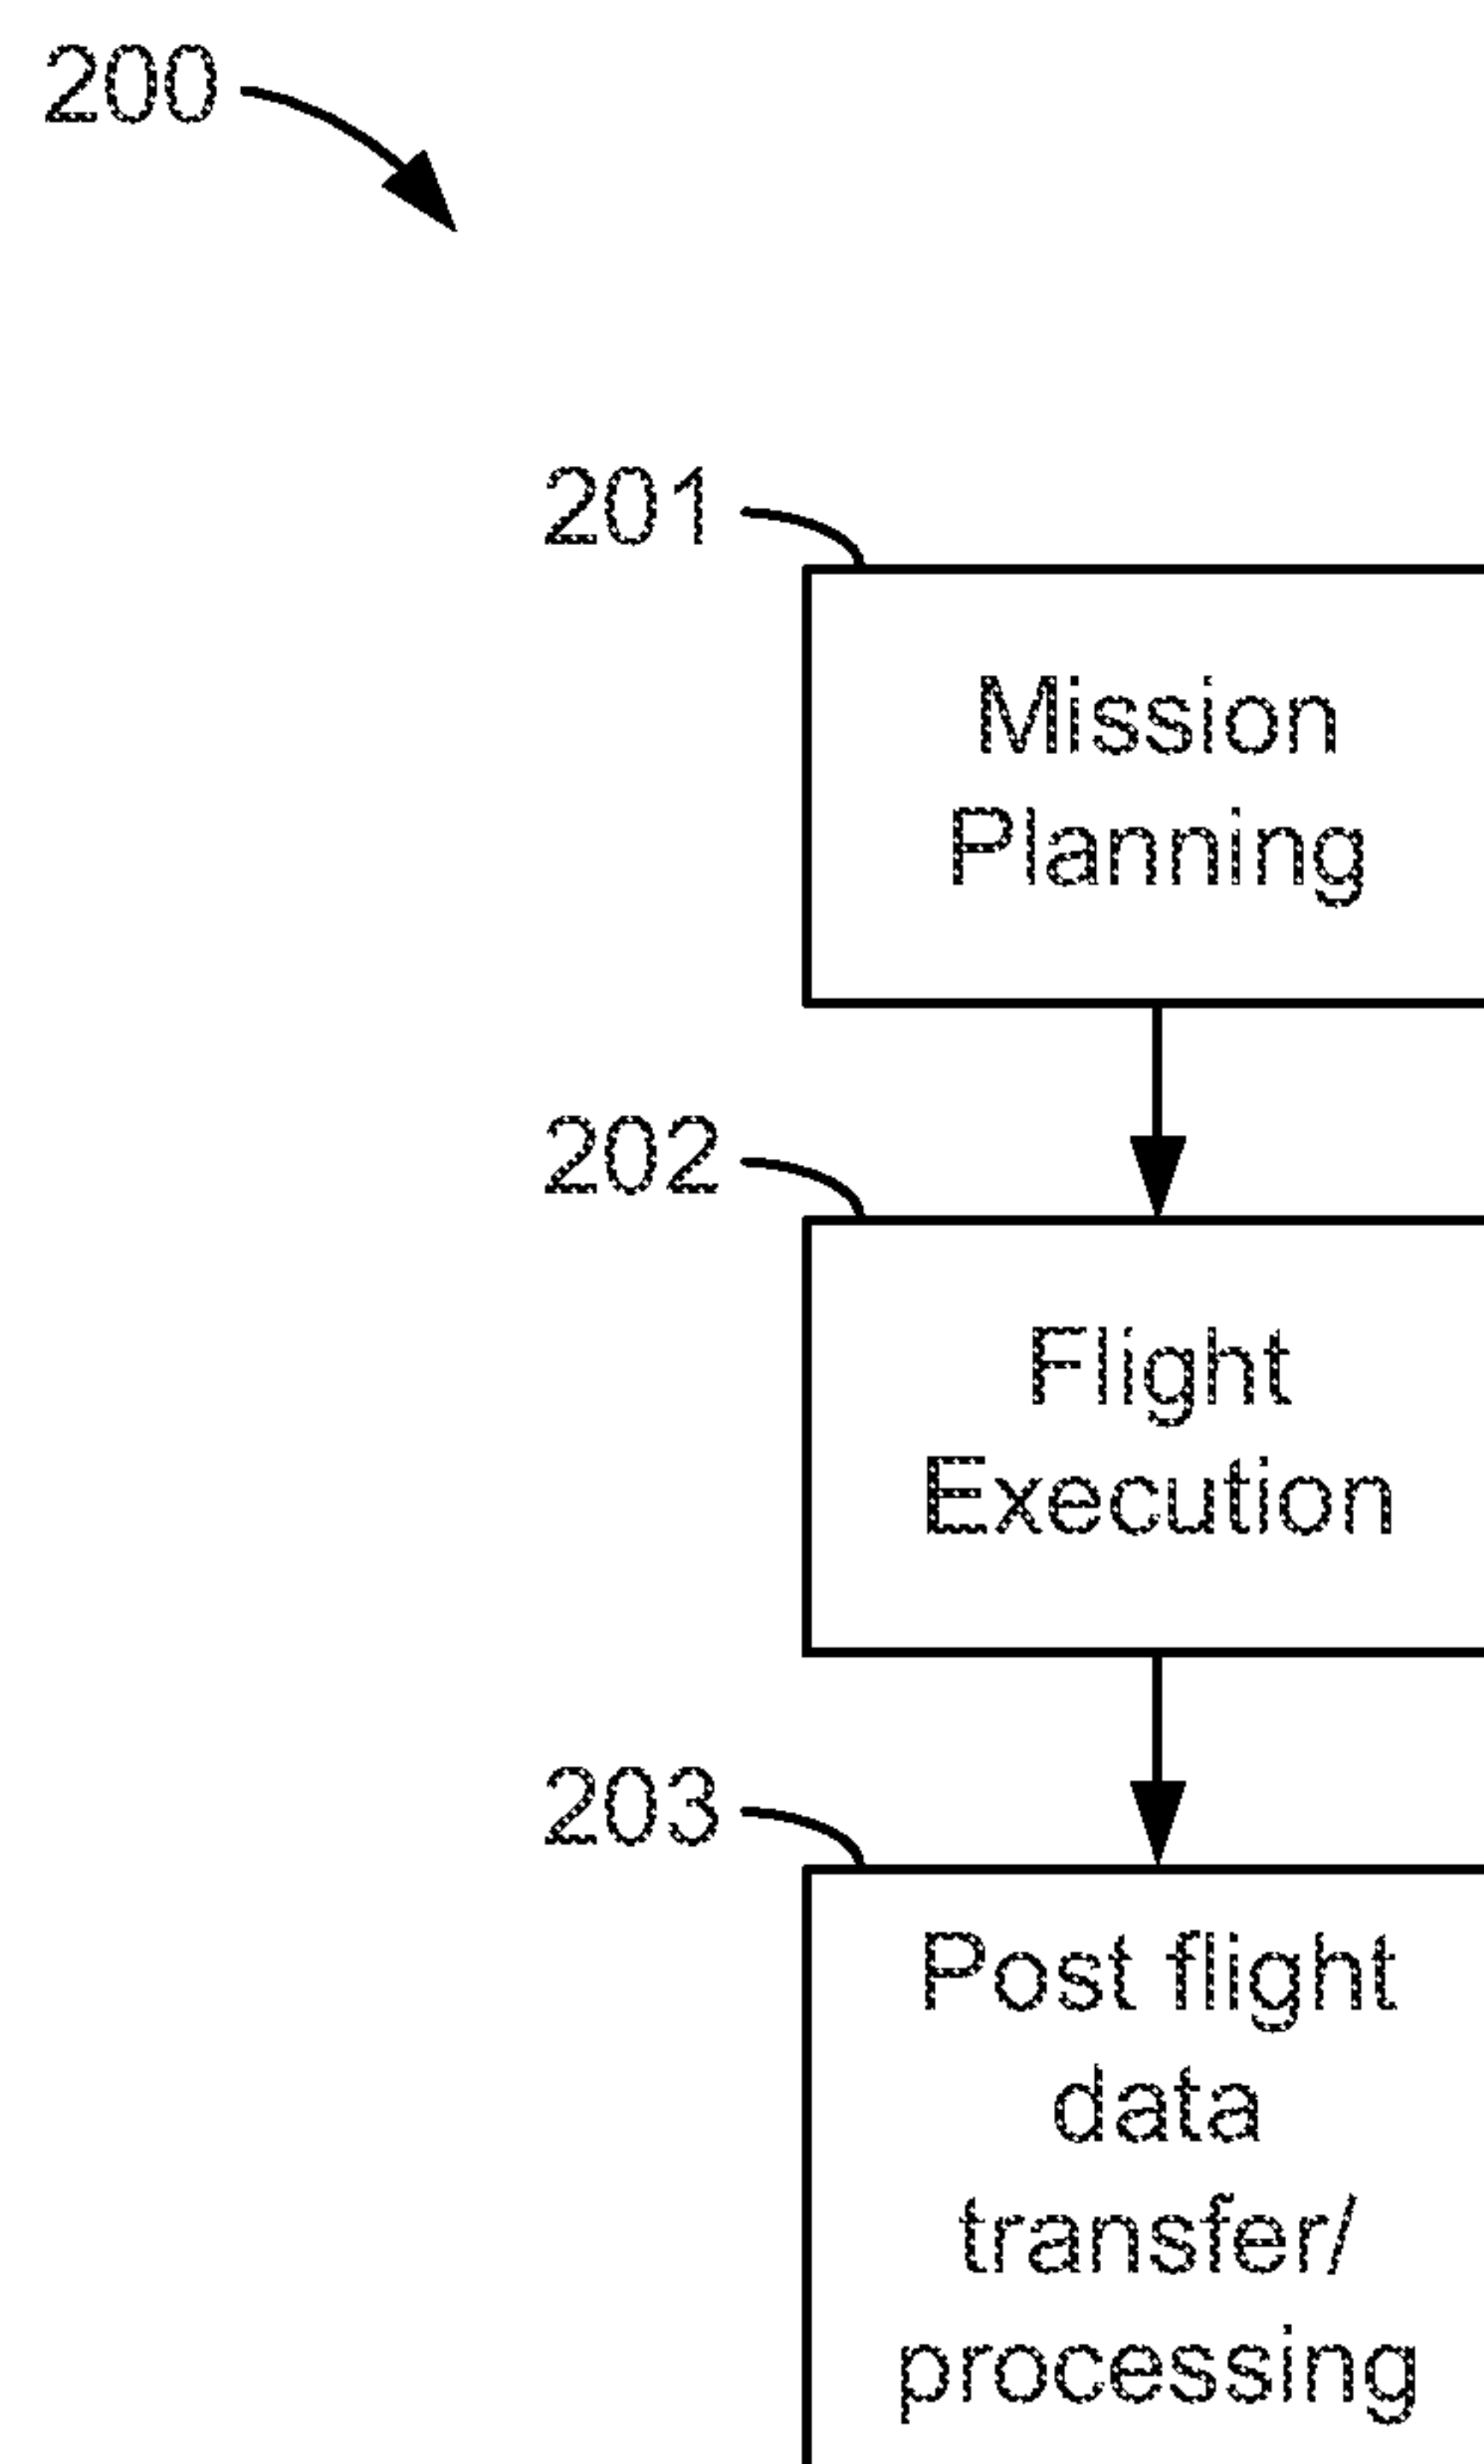 200
201
Mission
Planning
202
Flight
Execution
203
Post flight
data
transfer/
processing